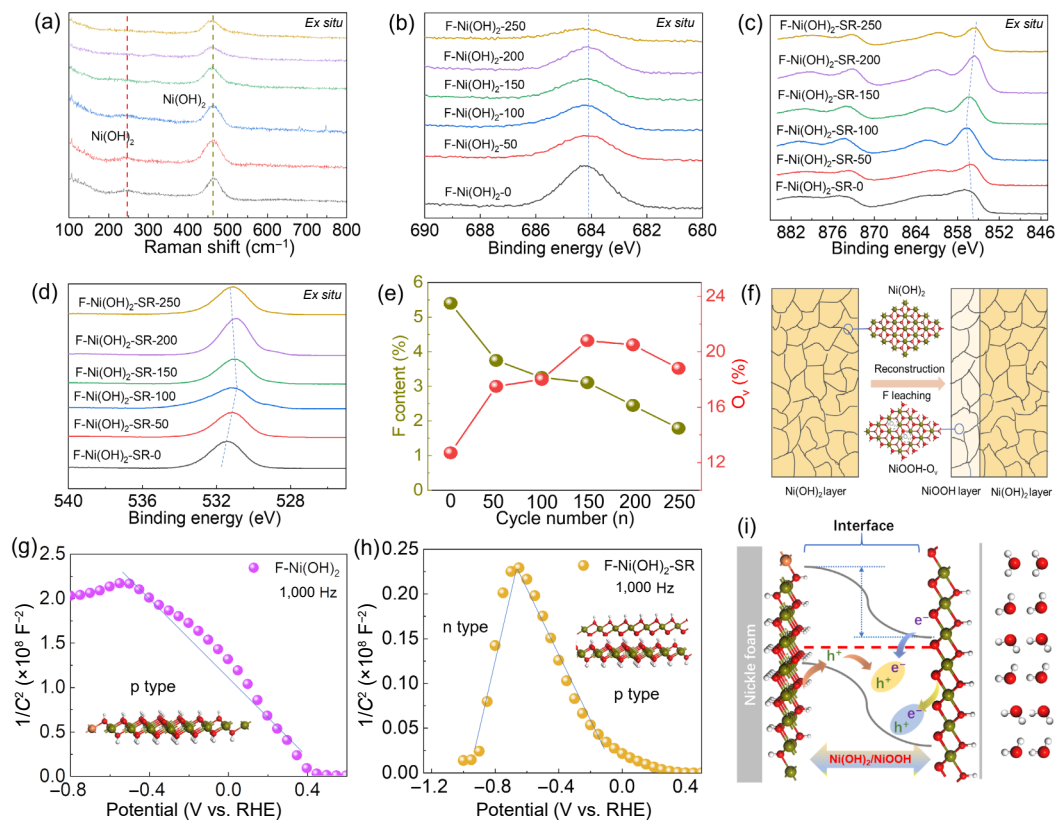 (a)
Ex situ
Ni(OH)₂
Ni(OH)₂
100 200 300 400 500 600 700 800
Raman shift (cm⁻¹)
(b)
Ex situ
F-Ni(OH)₂-250
F-Ni(OH)₂-200
F-Ni(OH)₂-150
F-Ni(OH)₂-100
F-Ni(OH)₂-50
F-Ni(OH)₂-0
690 688 686 684 682 680
Binding energy (eV)
(c)
Ex situ
F-Ni(OH)₂-SR-250
F-Ni(OH)₂-SR-200
F-Ni(OH)₂-SR-150
F-Ni(OH)₂-SR-100
F-Ni(OH)₂-SR-50
F-Ni(OH)₂-SR-0
884 876 870 862 854 846
Binding energy (eV)
(d)
Ex situ
F-Ni(OH)₂-SR-250
F-Ni(OH)₂-SR-200
F-Ni(OH)₂-SR-150
F-Ni(OH)₂-SR-100
F-Ni(OH)₂-SR-50
F-Ni(OH)₂-SR-0
540 536 532 528
Binding energy (eV)
(e)
F content (%)
6
5
4
3
2
1
0
0 50 100 150 200 250
Cycle number (n)
24
21
18
15
12
Oᵥ (%)
(f)
Ni(OH)₂
Reconstruction
F leaching
NiOOH-Oᵥ
Ni(OH)₂ layer
NiOOH layer
Ni(OH)₂ layer
(g)
F-Ni(OH)₂
1,000 Hz
p type
1/C² (×10⁸ F⁻²)
2.5
2.0
1.5
1.0
0.5
0.0
−0.8 −0.4 0.0 0.4
Potential (V vs. RHE)
(h)
F-Ni(OH)₂-SR
1,000 Hz
n type
p type
1/C² (×10⁸ F⁻²)
0.25
0.20
0.15
0.10
0.05
0.00
−1.2 −0.8 −0.4 0.0 0.4
Potential (V vs. RHE)
(i)
Interface
Nickle foam
e⁻
h⁺
e⁻
h⁺
e⁻
h⁺
Ni(OH)₂/NiOOH